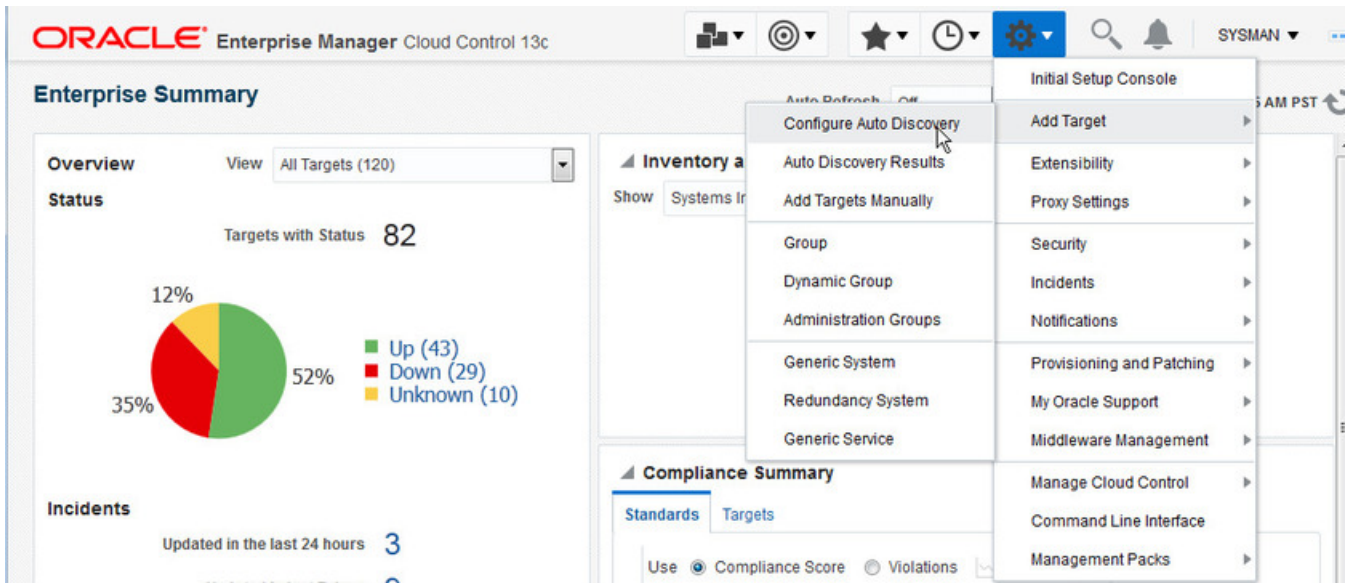 ORACLE® Enterprise Manager Cloud Control 13c
SYSMAN
Enterprise Summary
Auto Refresh Off
AM PST
Overview
View All Targets (120)
Status
Targets with Status 82
12%
52%
35%
Up (43)
Down (29)
Unknown (10)
Incidents
Updated in the last 24 hours 3
Inventory a
Show Systems Ir
Compliance Summary
Standards Targets
Use Compliance Score Violations
Configure Auto Discovery
Auto Discovery Results
Add Targets Manually
Group
Dynamic Group
Administration Groups
Generic System
Redundancy System
Generic Service
Initial Setup Console
Add Target
Extensibility
Proxy Settings
Security
Incidents
Notifications
Provisioning and Patching
My Oracle Support
Middleware Management
Manage Cloud Control
Command Line Interface
Management Packs